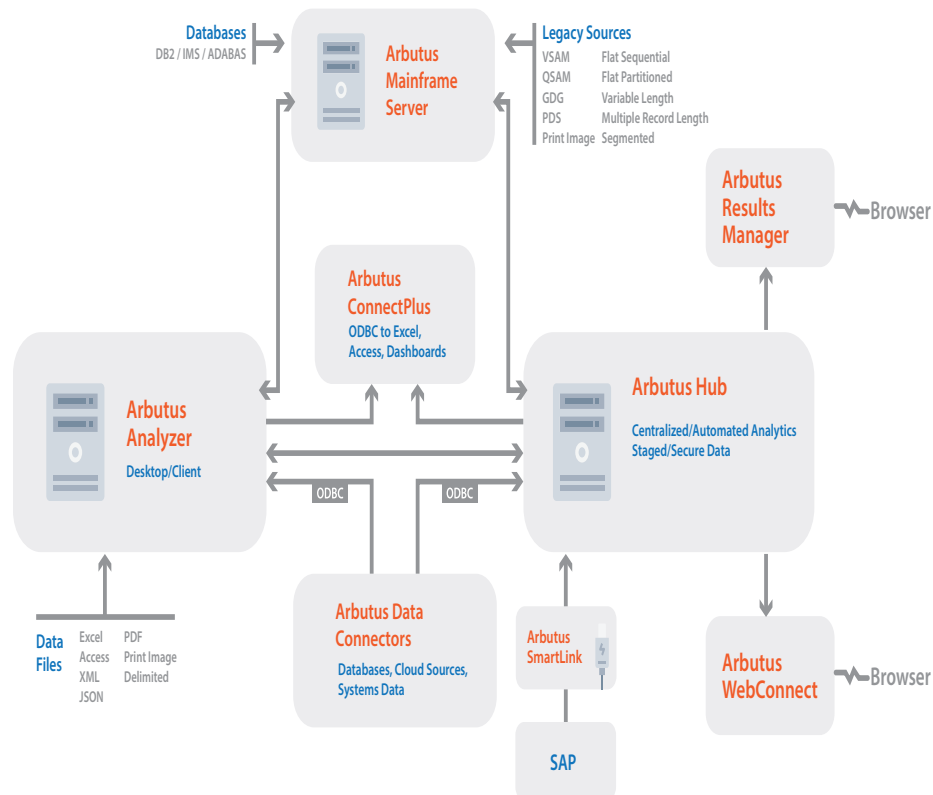 Databases
DB2 / IMS / ADABAS
Arbutus
Mainframe
Server
Legacy Sources
VSAM Flat Sequential
QSAM Flat Partitioned
GDG Variable Length
PDS Multiple Record Length
Print Image Segmented
Arbutus
Results
Manager
Browser
Arbutus
ConnectPlus
ODBC to Excel,
Access, Dashboards
Arbutus
Analyzer
Desktop/Client
Arbutus Hub
Centralized/Automated Analytics
Staged/Secure Data
ODBC
ODBC
Data
Files
Excel PDF
Access Print Image
XML Delimited
JSON
Arbutus Data
Connectors
Databases, Cloud Sources,
Systems Data
Arbutus
SmartLink
SAP
Arbutus
WebConnect
Browser